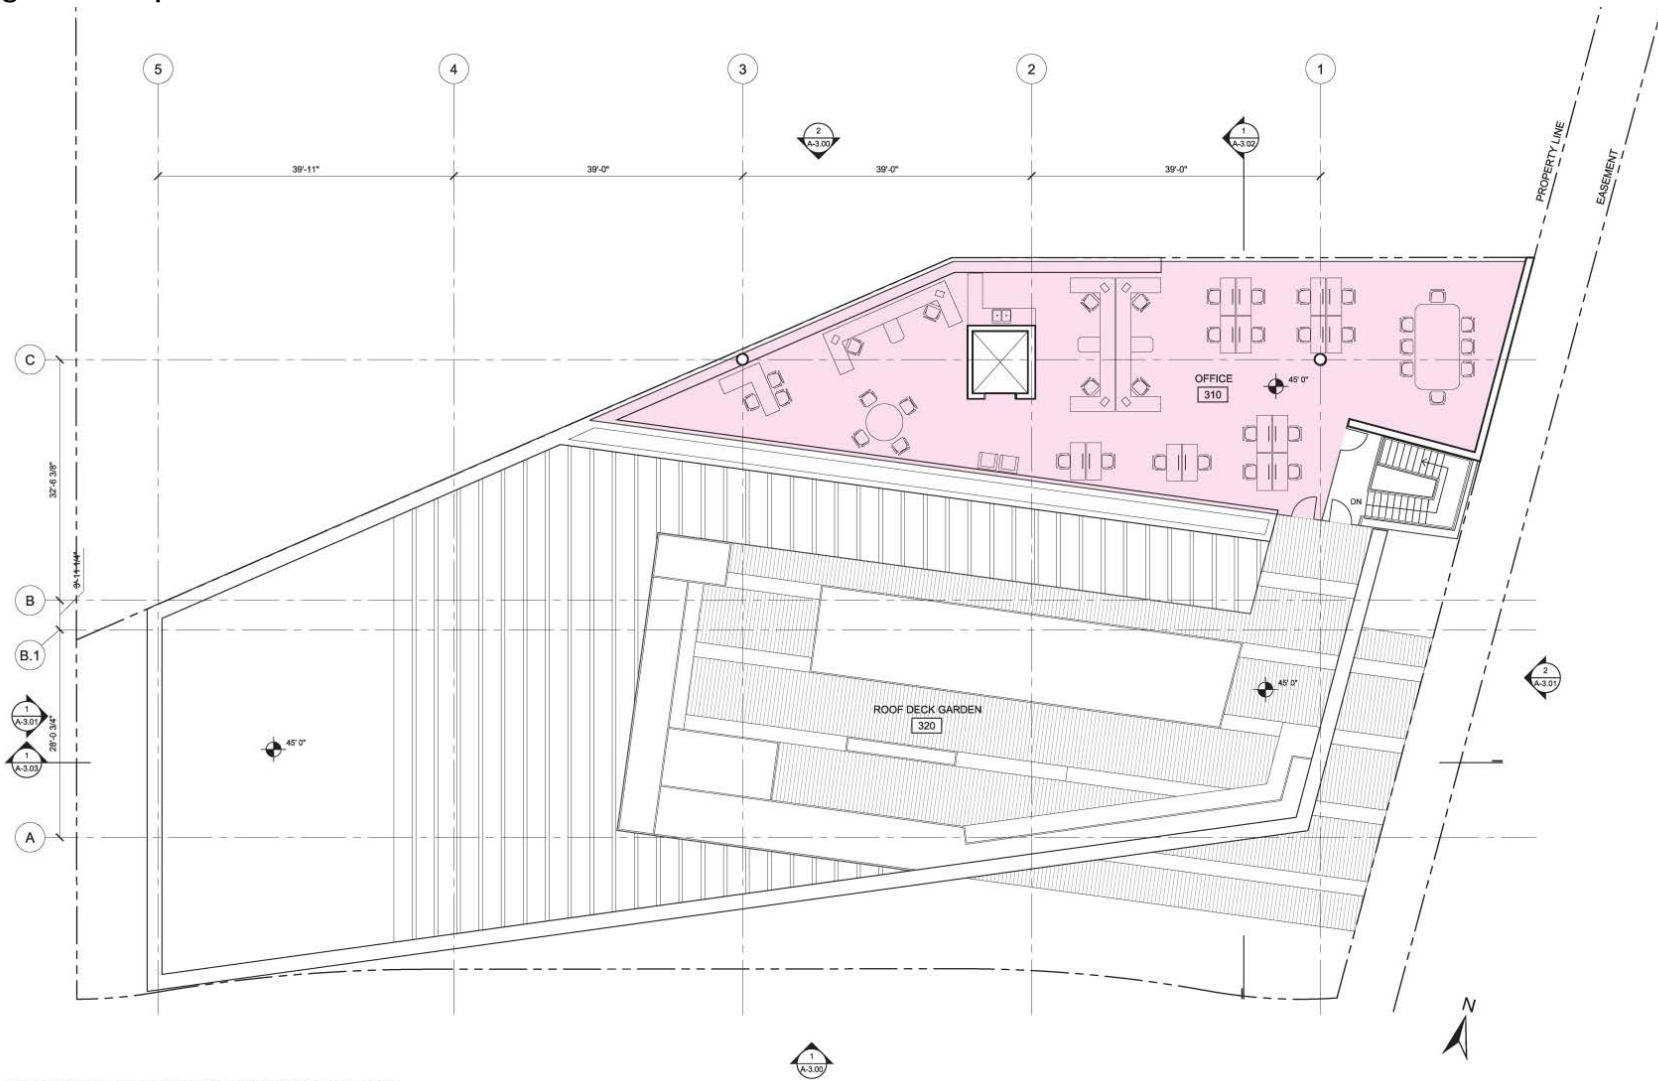 5
4
3
2
1
2
A-3.00
1
A-3.02
39'-11"
39'-0"
39'-0"
39'-0"
PROPERTY LINE
EASEMENT
C
OFFICE
310
45' 0"
32'-6 3/8"
DN
9'-11 1/4"
B
B.1
1
A-3.01
28'-0 3/4"
1
A-3.03
2
A-3.01
45' 0"
ROOF DECK GARDEN
320
45' 0"
A
N
1
A-3.00